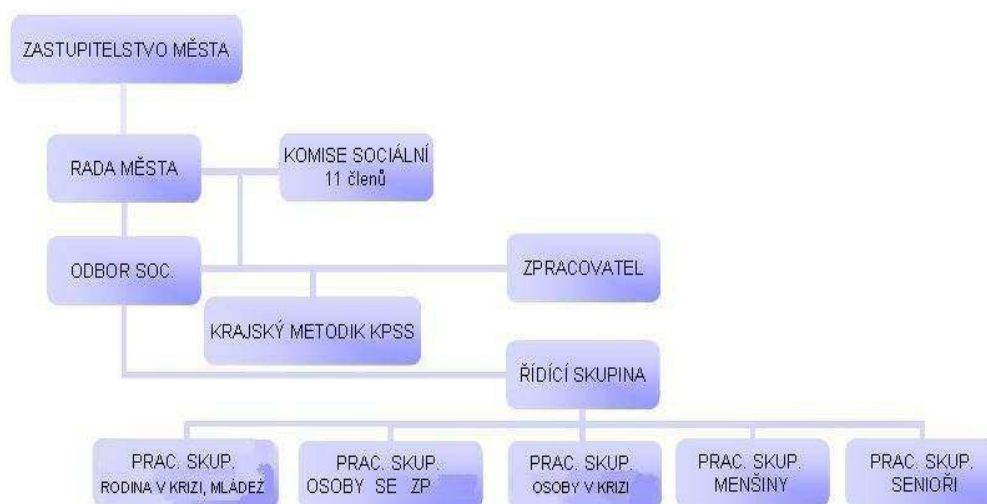 ZASTUPITELSTVO MĚSTA
RADA MĚSTA
KOMISE SOCIÁLNÍ
11 členů
ODBOR SOC.
ZPRACOVATEL
KRAJSKÝ METODIK KPSS
ŘÍDÍCÍ SKUPINA
PRAC. SKUP.
RODINA V KRIZI, MLÁDEŽ
PRAC. SKUP.
OSOBY SE ZP
PRAC. SKUP.
OSOBY V KRIZI
PRAC. SKUP.
MENŠINY
PRAC. SKUP.
SENIOŘI